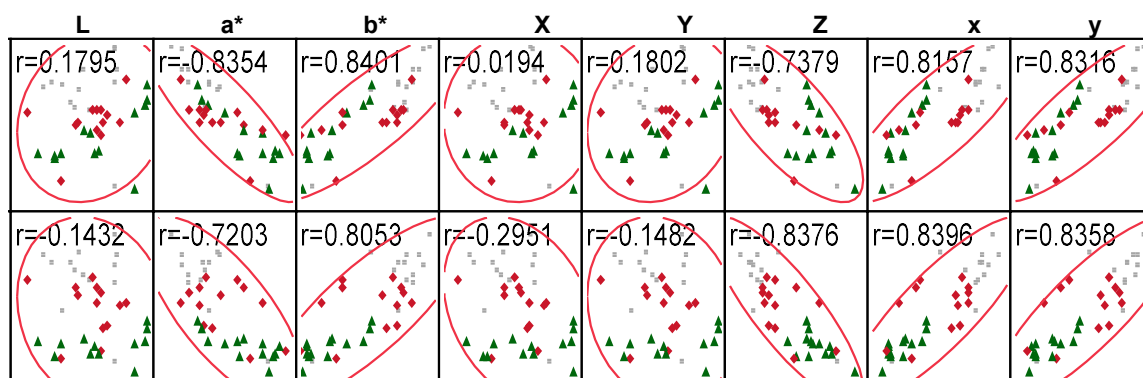 L a* b* X Y Z x y
r=0.1795 r=-0.8354 r=0.8401 r=0.0194 r=0.1802 r=-0.7379 r=0.8157 r=0.8316
r=-0.1432 r=-0.7203 r=0.8053 r=-0.2951 r=-0.1482 r=-0.8376 r=0.8396 r=0.8358